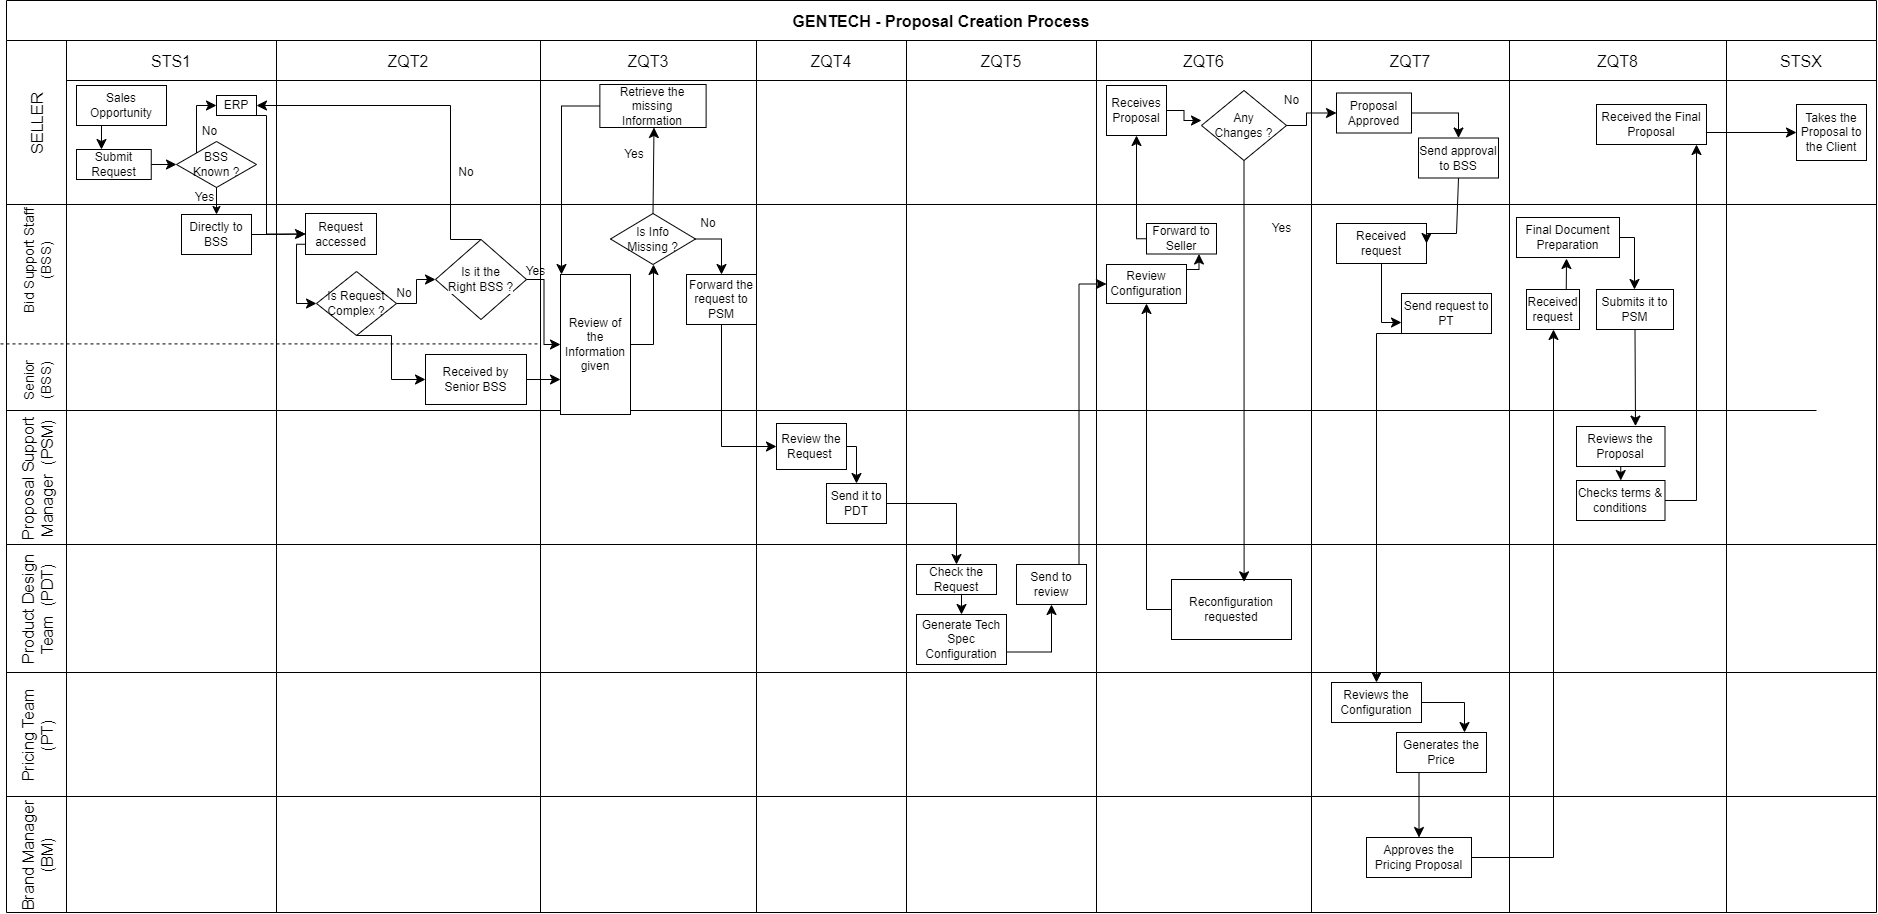 GENTECH - Proposal Creation Process
STS1
ZQT2
ZQT3
ZQT4
ZQT5
ZQT6
ZQT7
ZQT8
STSX
SELLER
Sales
Opportunity
Submit
Request
ERP
No
BSS
Known ?
Yes
No
Retrieve the
missing
Information
Yes
Receives
Proposal
Any
Changes ?
No
Proposal
Approved
Send approval
to BSS
Received the Final
Proposal
Takes the
Proposal to
the Client
Bid Support Staff
(BSS)
Directly to
BSS
Request
accessed
Is Request
Complex ?
No
Is it the
Right BSS ?
Yes
Review of
the
Information
given
Is Info
Missing ?
No
Forward the
request to
PSM
Forward to
Seller
Review
Configuration
Yes
Received
request
Send request to
PT
Final Document
Preparation
Received
request
Submits it to
PSM
Senior
(BSS)
Received by
Senior BSS
Proposal Support
Manager (PSM)
Review the
Request
Send it to
PDT
Reviews the
Proposal
Checks terms &
conditions
Product Design
Team (PDT)
Check the
Request
Generate Tech
Spec
Configuration
Send to
review
Reconfiguration
requested
Pricing Team
(PT)
Reviews the
Configuration
Generates the
Price
Brand Manager
(BM)
Approves the
Pricing Proposal